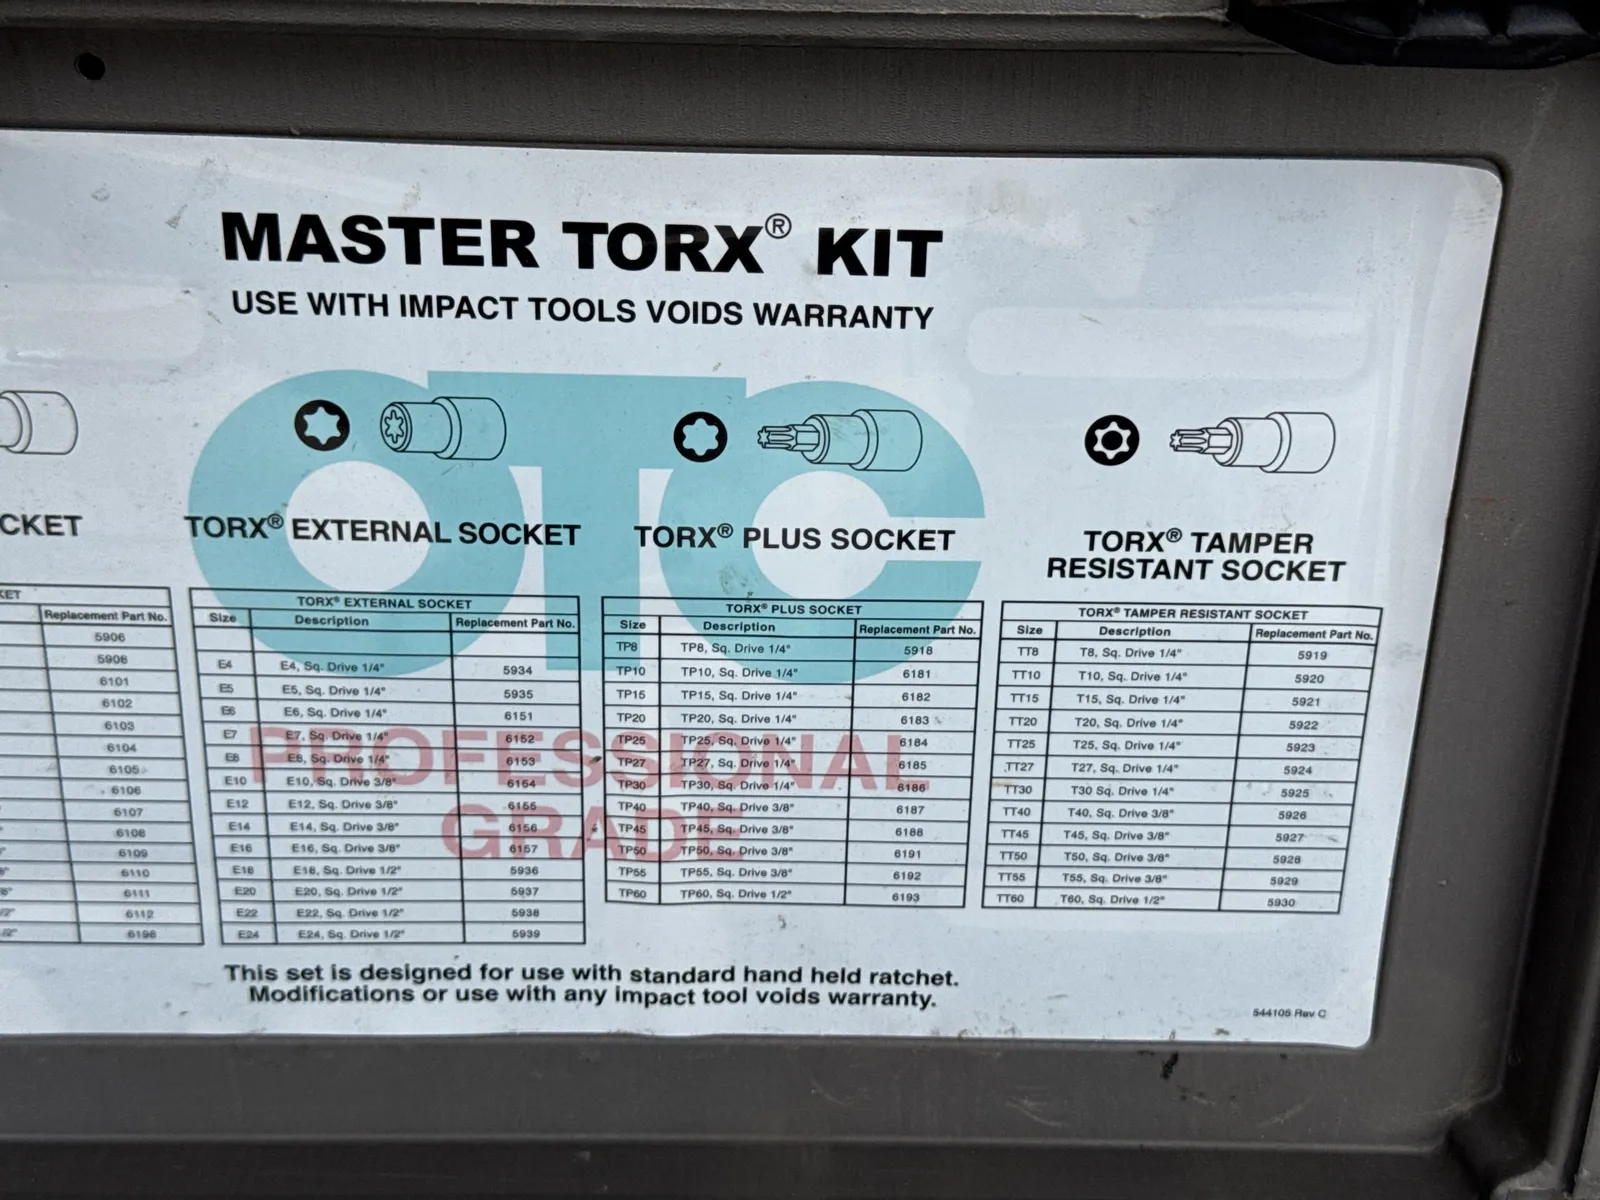 MASTER TORX® KIT
USE WITH IMPACT TOOLS VOIDS WARRANTY
OTC
PROFESSIONAL
GRADE
CKET
KET
Replacement Part No.
5906
5908
6101
6102
6103
6104
6105
6106
6107
6108
6109
6110
6111
6112
6196
TORX® EXTERNAL SOCKET
TORX® EXTERNAL SOCKET
Size Description Replacement Part No.
E4 E4, Sq. Drive 1/4" 5934
E5 E5, Sq. Drive 1/4" 5935
E6 E6, Sq. Drive 1/4" 6151
E7 E7, Sq. Drive 1/4" 6152
E8 E8, Sq. Drive 1/4" 6153
E10 E10, Sq. Drive 3/8" 6154
E12 E12, Sq. Drive 3/8" 6155
E14 E14, Sq. Drive 3/8" 6156
E16 E16, Sq. Drive 3/8" 6157
E18 E18, Sq. Drive 1/2" 5936
E20 E20, Sq. Drive 1/2" 5937
E22 E22, Sq. Drive 1/2" 5938
E24 E24, Sq. Drive 1/2" 5939
TORX® PLUS SOCKET
TORX® PLUS SOCKET
Size Description Replacement Part No.
TP8 TP8, Sq. Drive 1/4" 5918
TP10 TP10, Sq. Drive 1/4" 6181
TP15 TP15, Sq. Drive 1/4" 6182
TP20 TP20, Sq. Drive 1/4" 6183
TP25 TP25, Sq. Drive 1/4" 6184
TP27 TP27, Sq. Drive 1/4" 6185
TP30 TP30, Sq. Drive 1/4" 6186
TP40 TP40, Sq. Drive 3/8" 6187
TP45 TP45, Sq. Drive 3/8" 6188
TP50 TP50, Sq. Drive 3/8" 6191
TP55 TP55, Sq. Drive 3/8" 6192
TP60 TP60, Sq. Drive 1/2" 6193
TORX® TAMPER
RESISTANT SOCKET
TORX® TAMPER RESISTANT SOCKET
Size Description Replacement Part No.
TT8 T8, Sq. Drive 1/4" 5919
TT10 T10, Sq. Drive 1/4" 5920
TT15 T15, Sq. Drive 1/4" 5921
TT20 T20, Sq. Drive 1/4" 5922
TT25 T25, Sq. Drive 1/4" 5923
TT27 T27, Sq. Drive 1/4" 5924
TT30 T30 Sq. Drive 1/4" 5925
TT40 T40, Sq. Drive 3/8" 5926
TT45 T45, Sq. Drive 3/8" 5927
TT50 T50, Sq. Drive 3/8" 5928
TT55 T55, Sq. Drive 3/8" 5929
TT60 T60, Sq. Drive 1/2" 5930
This set is designed for use with standard hand held ratchet.
Modifications or use with any impact tool voids warranty.
544105 Rev C